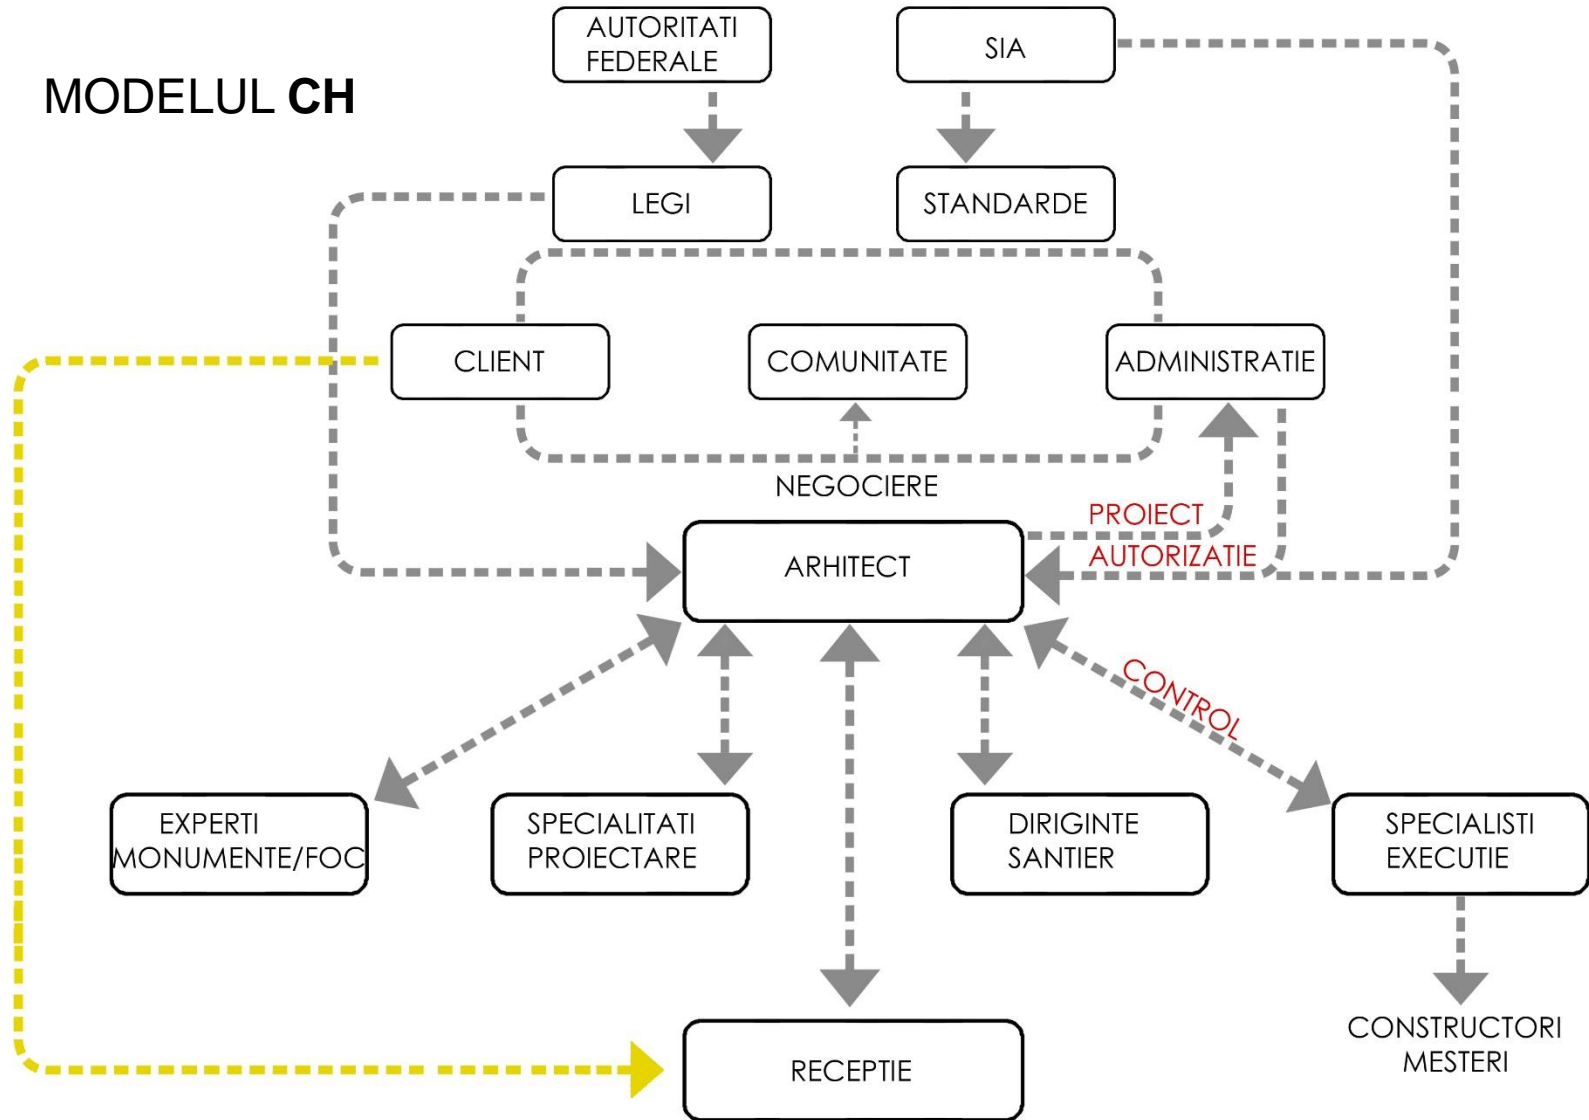 AUTORITATI
FEDERALE
SIA
MODELUL CH
LEGI
STANDARDE
CLIENT
COMUNITATE
ADMINISTRATIE
NEGOCIERE
PROIECT
AUTORIZATIE
ARHITECT
CONTROL
EXPERTI
MONUMENTE/FOC
SPECIALITATI
PROIECTARE
DIRIGINTE
SANTIER
SPECIALISTI
EXECUTIE
CONSTRUCTORI
MESTERI
RECEPTIE